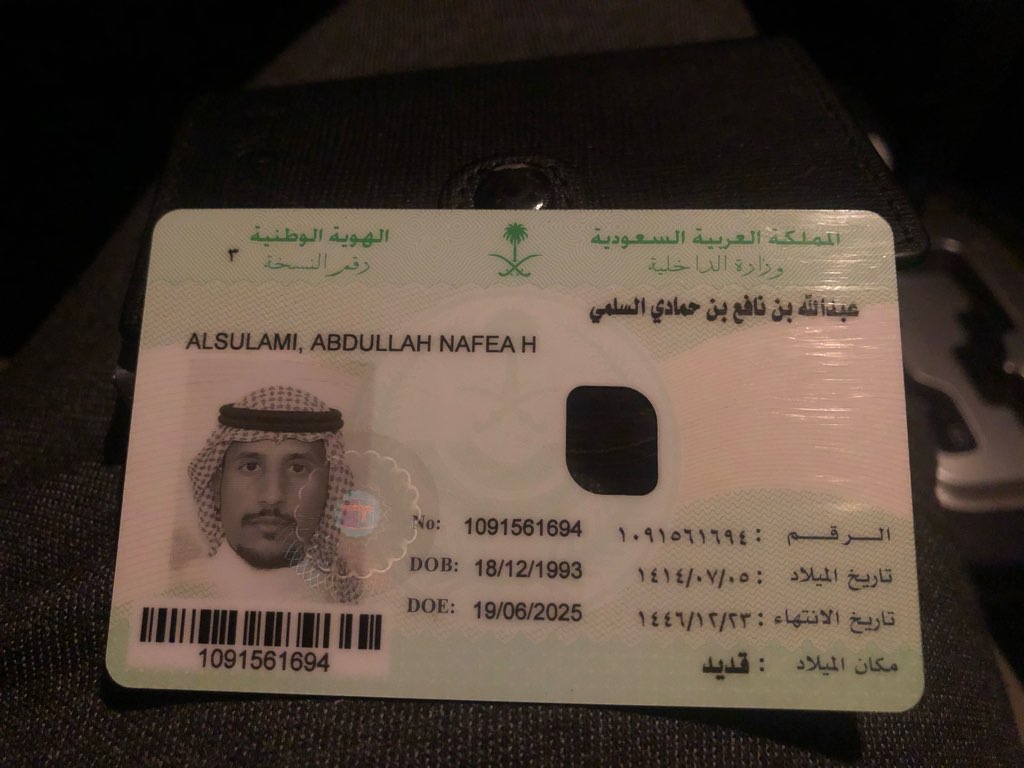 المملكة العربية السعودية
وزارة الداخلية
الهوية الوطنية
رقم النسخة ٣
عبدالله بن نافع بن حمادي السلمي
ALSULAMI, ABDULLAH NAFEA H
الـرقـم : ١٠٩١٥٦١٦٩٤
No: 1091561694
تاريخ الميلاد : ١٤١٤/٠٧/٠٥
DOB: 18/12/1993
تاريخ الانتهاء : ١٤٤٦/١٢/٢٣
DOE: 19/06/2025
مكان الميلاد : قديد
1091561694